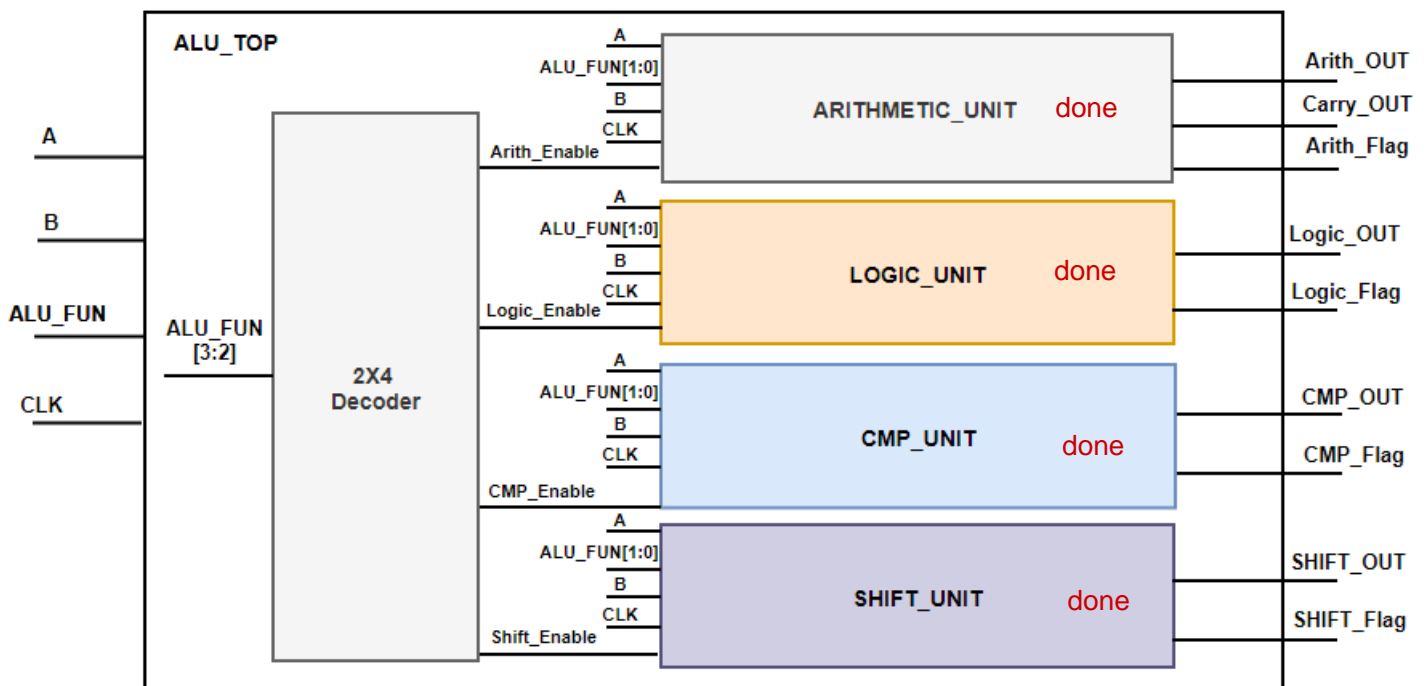 ALU_TOP
A
B
ALU_FUN
CLK
ALU_FUN
[3:2]
2X4
Decoder
Arith_Enable
Logic_Enable
CMP_Enable
Shift_Enable
A
ALU_FUN[1:0]
B
CLK
ARITHMETIC_UNIT done
Arith_OUT
Carry_OUT
Arith_Flag
A
ALU_FUN[1:0]
B
CLK
LOGIC_UNIT done
Logic_OUT
Logic_Flag
A
ALU_FUN[1:0]
B
CLK
CMP_UNIT done
CMP_OUT
CMP_Flag
A
ALU_FUN[1:0]
B
CLK
SHIFT_UNIT done
SHIFT_OUT
SHIFT_Flag